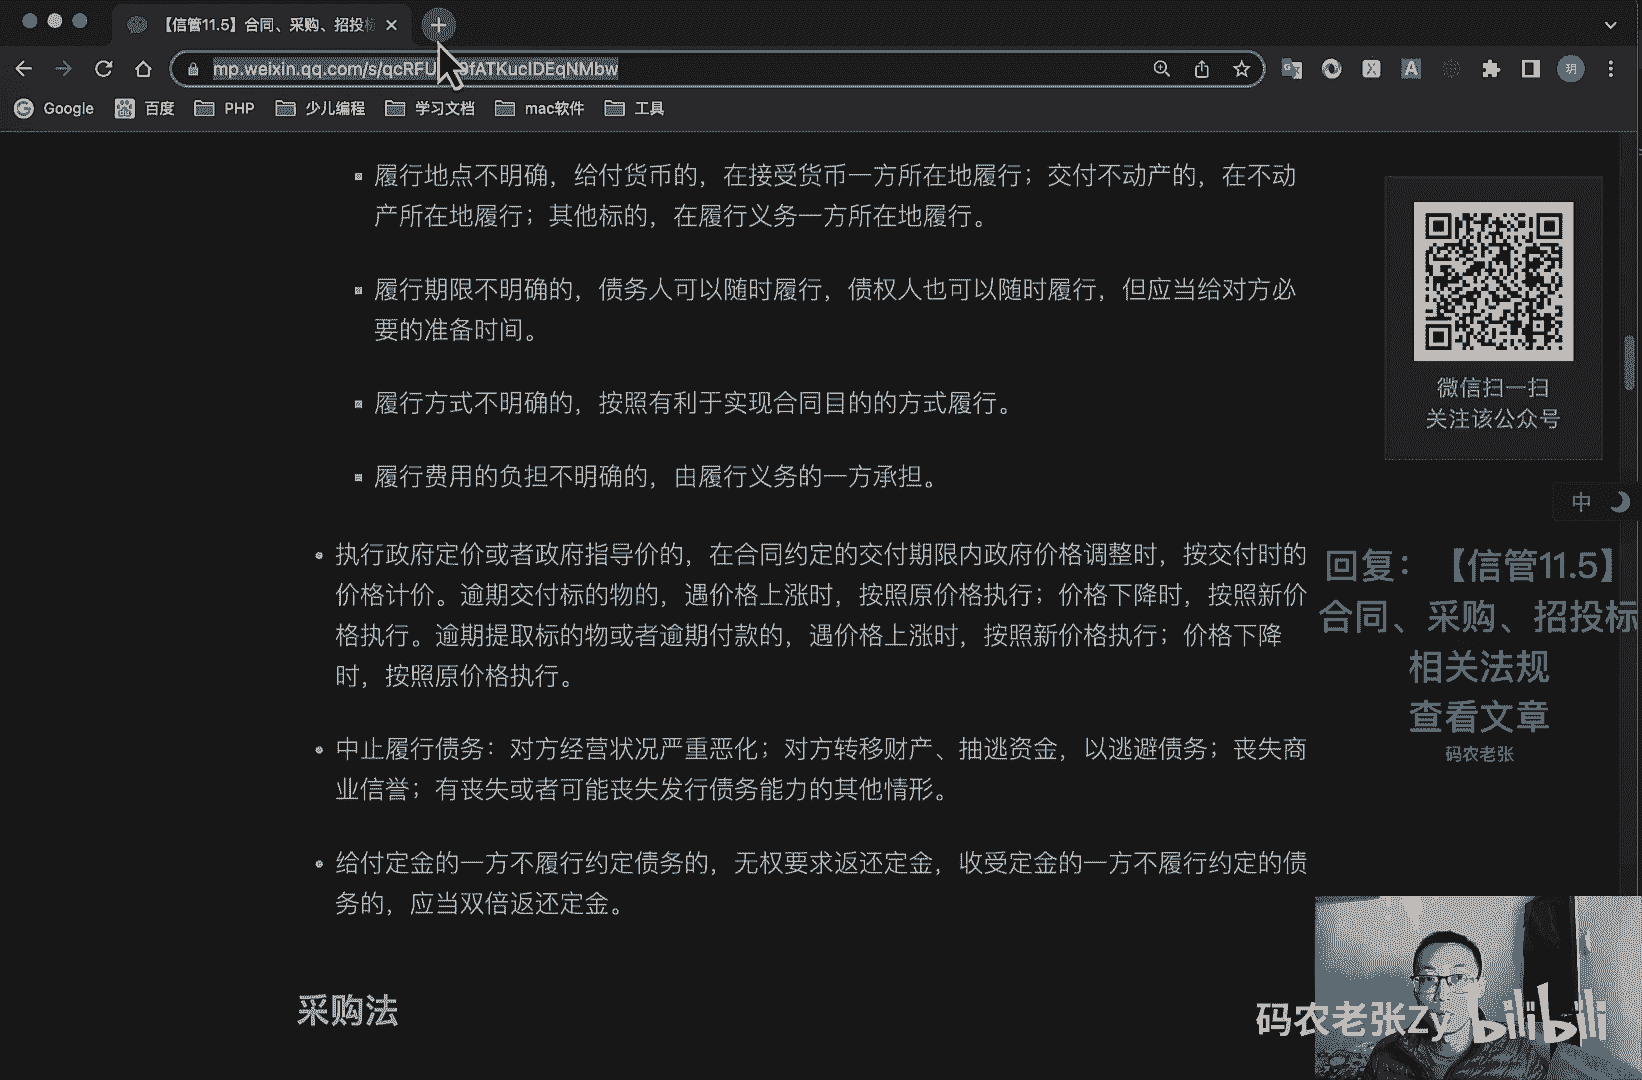 【信管11.5】合同、采购、招投标
mp.weixin.qq.com/s/qcRFU 9fATKucIDEqNMbw
Google 百度 PHP 少儿编程 学习文档 mac软件 工具
履行地点不明确，给付货币的，在接受货币一方所在地履行；交付不动产的，在不动
产所在地履行；其他标的，在履行义务一方所在地履行。
履行期限不明确的，债务人可以随时履行，债权人也可以随时履行，但应当给对方必
要的准备时间。
履行方式不明确的，按照有利于实现合同目的的方式履行。
履行费用的负担不明确的，由履行义务的一方承担。
执行政府定价或者政府指导价的，在合同约定的交付期限内政府价格调整时，按交付时的
价格计价。逾期交付标的物的，遇价格上涨时，按照原价格执行；价格下降时，按照新价
格执行。逾期提取标的物或者逾期付款的，遇价格上涨时，按照新价格执行；价格下降
时，按照原价格执行。
中止履行债务：对方经营状况严重恶化；对方转移财产、抽逃资金，以逃避债务；丧失商
业信誉；有丧失或者可能丧失发行债务能力的其他情形。
给付定金的一方不履行约定债务的，无权要求返还定金，收受定金的一方不履行约定的债
务的，应当双倍返还定金。
采购法
微信扫一扫
关注该公众号
中
回复：【信管11.5】
合同、采购、招投标
相关法规
查看文章
码农老张
玥
码农老张Zy bilibili